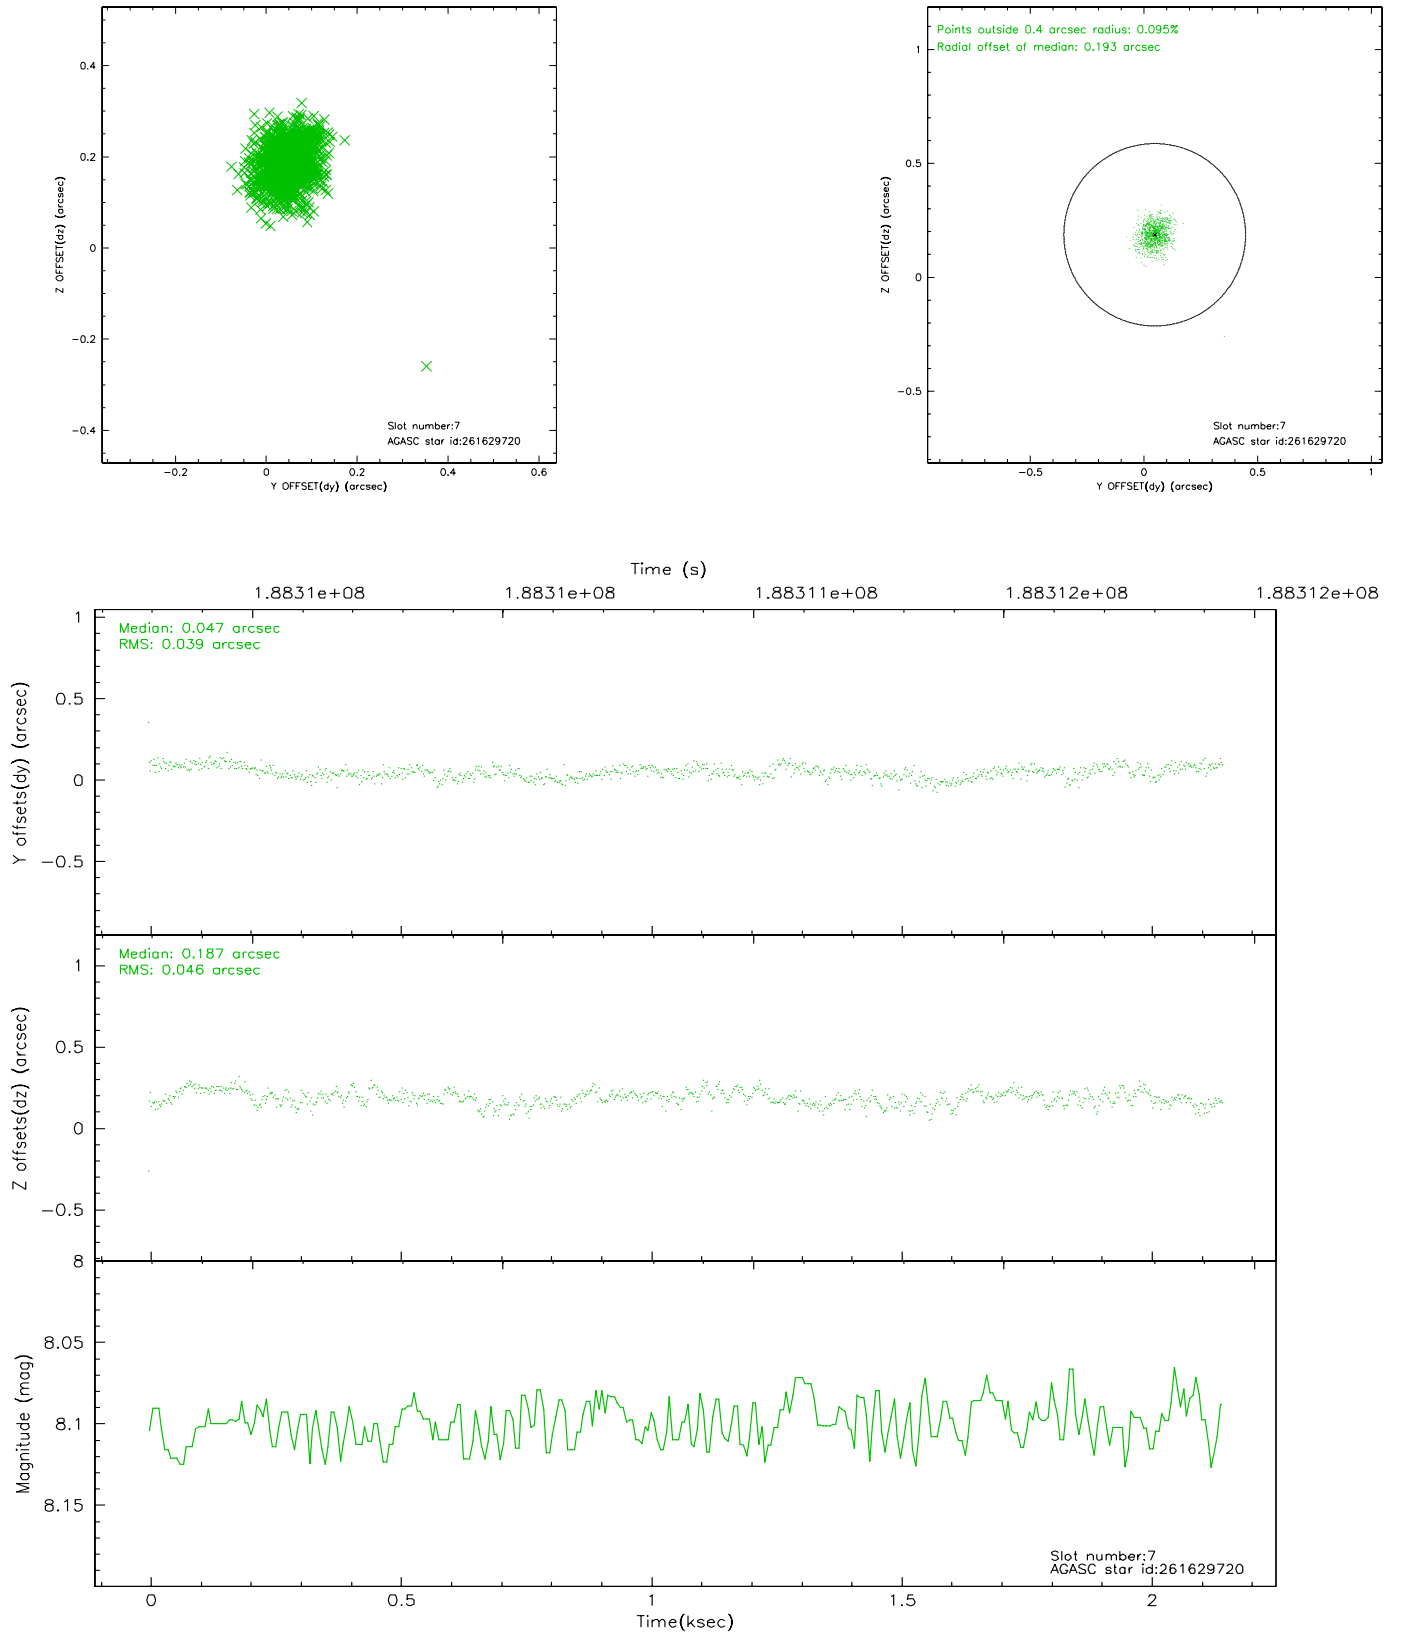 0.4
0.2
0
−0.2
−0.4
−0.2
0
0.2
0.4
0.6
Z OFFSET(dz) (arcsec)
Y OFFSET(dy) (arcsec)
Slot number:7
AGASC star id:261629720
Points outside 0.4 arcsec radius: 0.095%
Radial offset of median: 0.193 arcsec
1
0.5
0
−0.5
−0.5
0
0.5
1
Z OFFSET(dz) (arcsec)
Y OFFSET(dy) (arcsec)
Slot number:7
AGASC star id:261629720
Time (s)
1.8831e+08
1.8831e+08
1.88311e+08
1.88312e+08
1.88312e+08
Median: 0.047 arcsec
RMS: 0.039 arcsec
1
0.5
0
−0.5
Y offsets(dy) (arcsec)
Median: 0.187 arcsec
RMS: 0.046 arcsec
1
0.5
0
−0.5
Z offsets(dz) (arcsec)
8
8.05
8.1
8.15
Magnitude (mag)
Slot number:7
AGASC star id:261629720
0
0.5
1
1.5
2
Time(ksec)